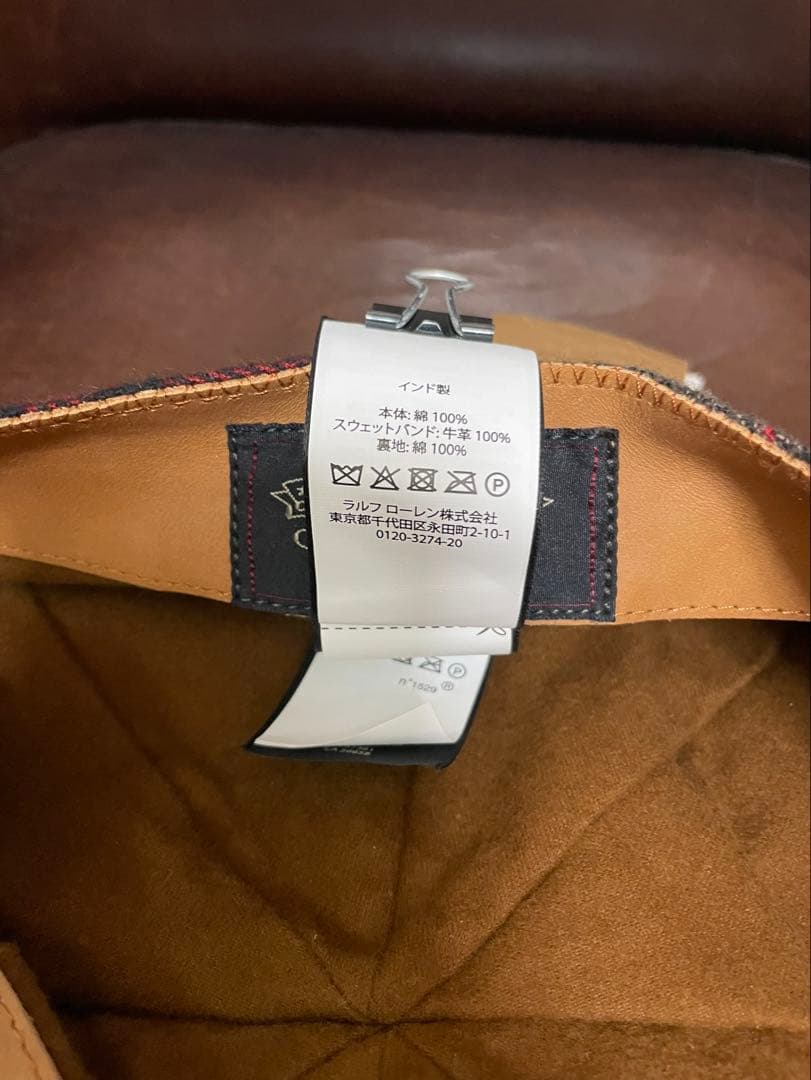 インド製
本体: 綿 100%
スウェットバンド: 牛革 100%
裏地: 綿 100%
P
ラルフ ローレン株式会社
東京都千代田区永田町2-10-1
0120-3274-20
P
n°1529 ®